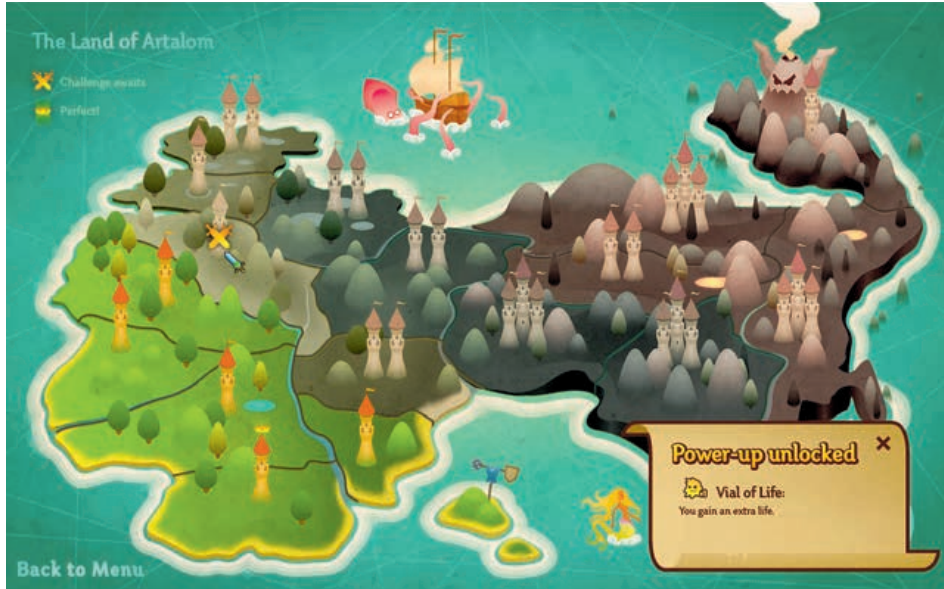 The Land of Artalom
Challenge awaits
Perfect!
Power-up unlocked
Vial of Life:
You gain an extra life.
Back to Menu